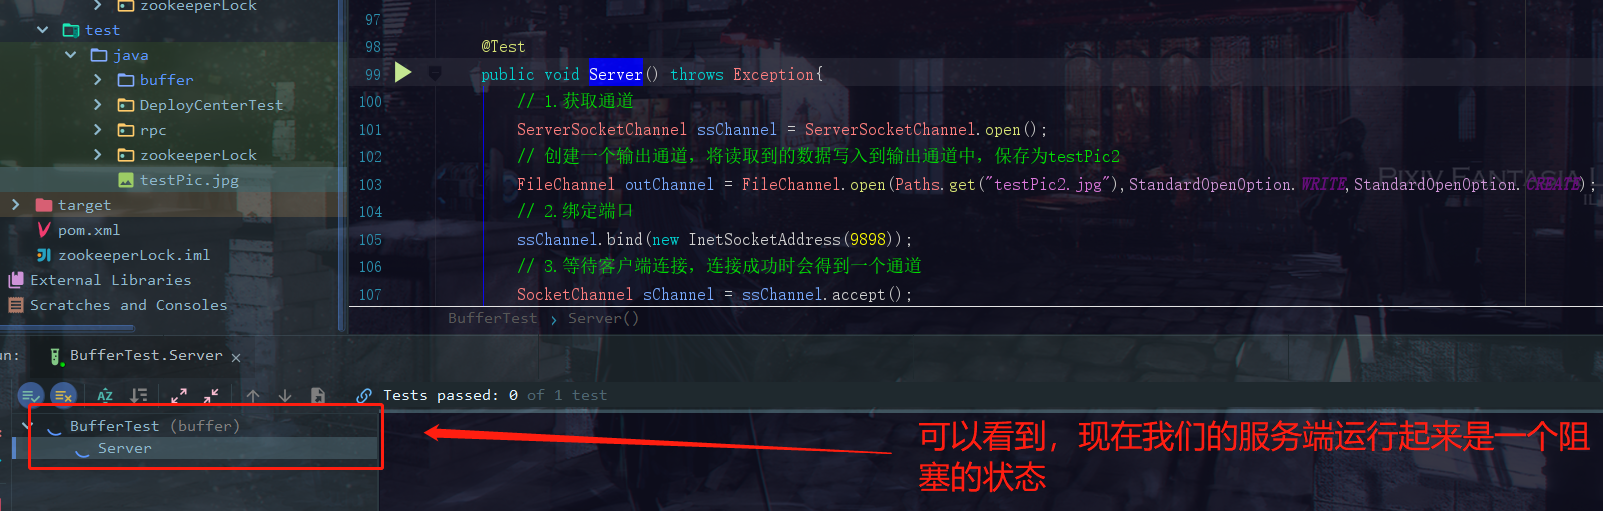 zookeeperLock
test
java
buffer
DeployCenterTest
rpc
zookeeperLock
testPic.jpg
target
pom.xml
zookeeperLock.iml
External Libraries
Scratches and Consoles
97
98 @Test
99 public void Server() throws Exception{
100 // 1.获取通道
101 ServerSocketChannel ssChannel = ServerSocketChannel.open();
102 // 创建一个输出通道，将读取到的数据写入到输出通道中，保存为testPic2
103 FileChannel outChannel = FileChannel.open(Paths.get("testPic2.jpg"),StandardOpenOption.WRITE,StandardOpenOption.CREATE);
104 // 2.绑定端口
105 ssChannel.bind(new InetSocketAddress(9898));
106 // 3.等待客户端连接，连接成功时会得到一个通道
107 SocketChannel sChannel = ssChannel.accept();
PIXIV FANTASIA
BufferTest › Server()
un: BufferTest.Server ×
Tests passed: 0 of 1 test
BufferTest (buffer)
Server
可以看到，现在我们的服务端运行起来是一个阻
塞的状态